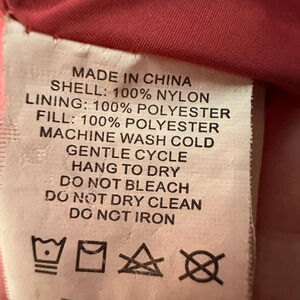 MADE IN CHINA
SHELL: 100% NYLON
LINING: 100% POLYESTER
FILL: 100% POLYESTER
MACHINE WASH COLD
GENTLE CYCLE
HANG TO DRY
DO NOT BLEACH
DO NOT DRY CLEAN
DO NOT IRON